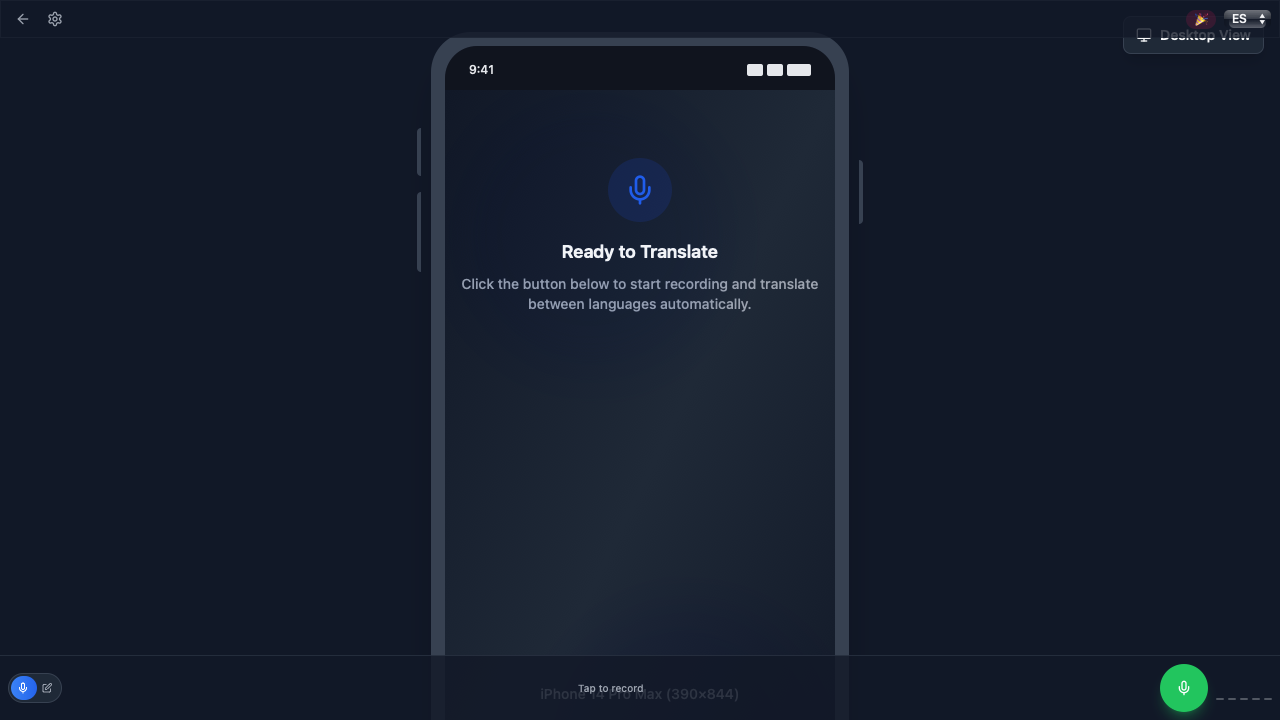 ES
Desktop View
9:41
Ready to Translate
Click the button below to start recording and translate
between languages automatically.
Tap to record
iPhone 14 Pro Max (390×844)